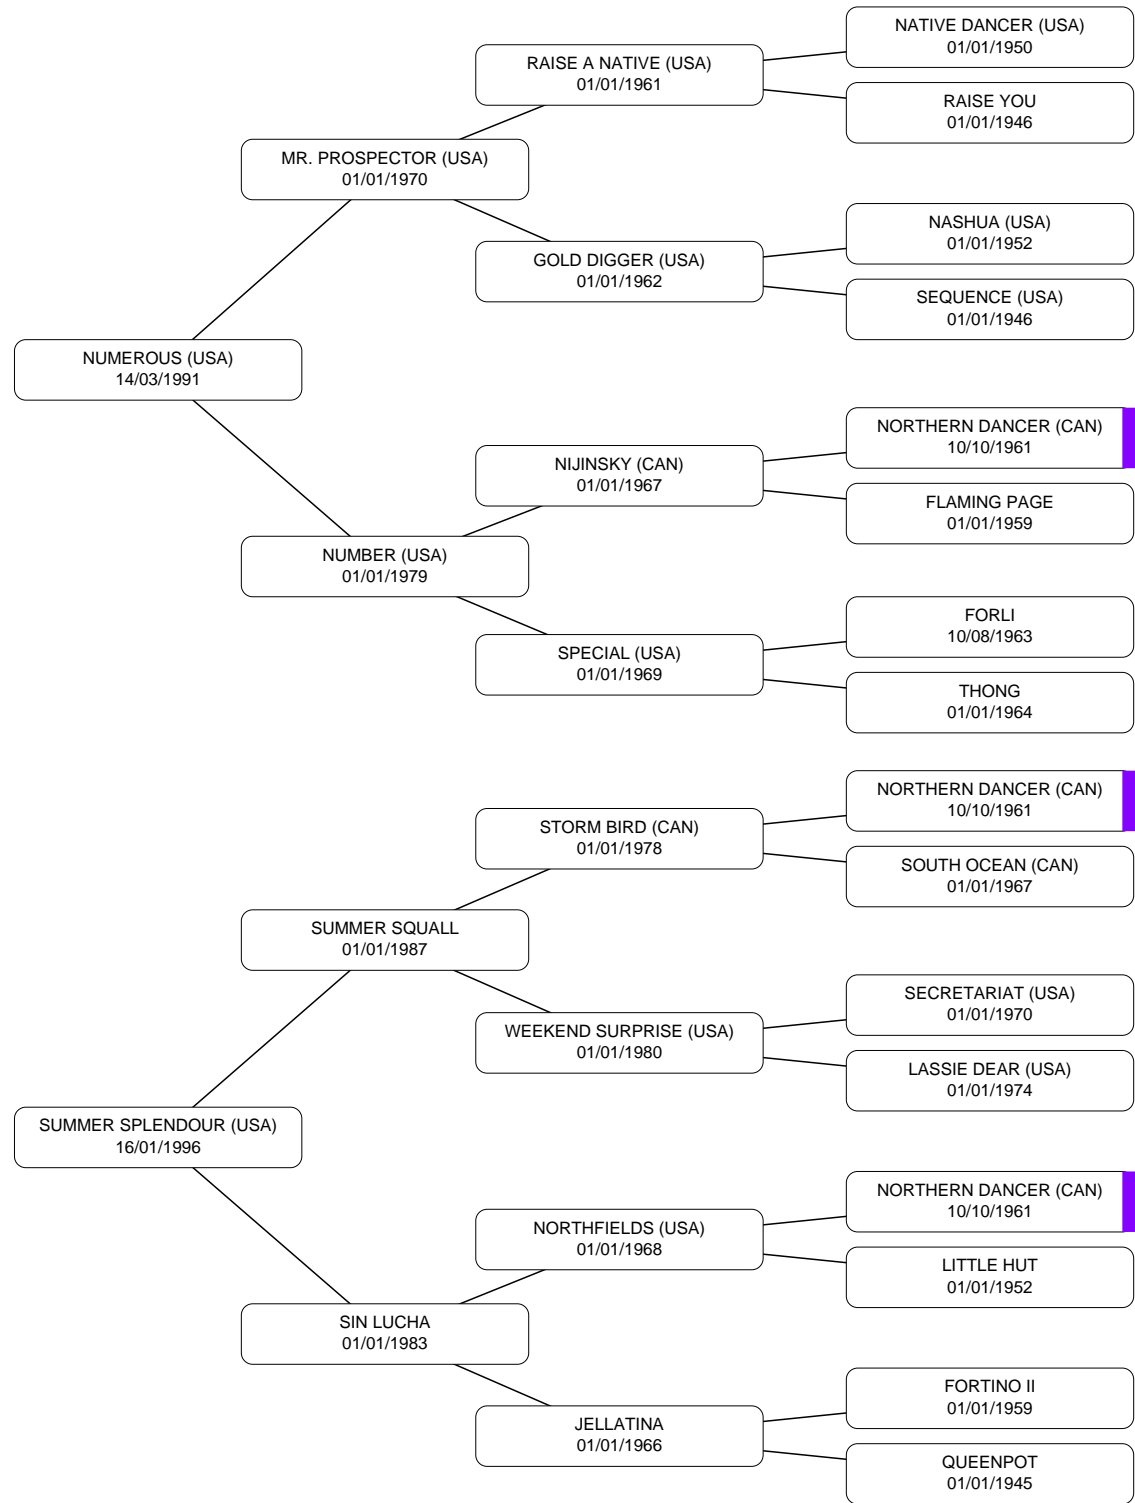 NATIVE DANCER (USA)
01/01/1950
RAISE A NATIVE (USA)
01/01/1961
RAISE YOU
01/01/1946
MR. PROSPECTOR (USA)
01/01/1970
NASHUA (USA)
01/01/1952
GOLD DIGGER (USA)
01/01/1962
SEQUENCE (USA)
01/01/1946
NUMEROUS (USA)
14/03/1991
NORTHERN DANCER (CAN)
10/10/1961
NIJINSKY (CAN)
01/01/1967
FLAMING PAGE
01/01/1959
NUMBER (USA)
01/01/1979
FORLI
10/08/1963
SPECIAL (USA)
01/01/1969
THONG
01/01/1964
NORTHERN DANCER (CAN)
10/10/1961
STORM BIRD (CAN)
01/01/1978
SOUTH OCEAN (CAN)
01/01/1967
SUMMER SQUALL
01/01/1987
SECRETARIAT (USA)
01/01/1970
WEEKEND SURPRISE (USA)
01/01/1980
LASSIE DEAR (USA)
01/01/1974
SUMMER SPLENDOUR (USA)
16/01/1996
NORTHERN DANCER (CAN)
10/10/1961
NORTHFIELDS (USA)
01/01/1968
LITTLE HUT
01/01/1952
SIN LUCHA
01/01/1983
FORTINO II
01/01/1959
JELLATINA
01/01/1966
QUEENPOT
01/01/1945